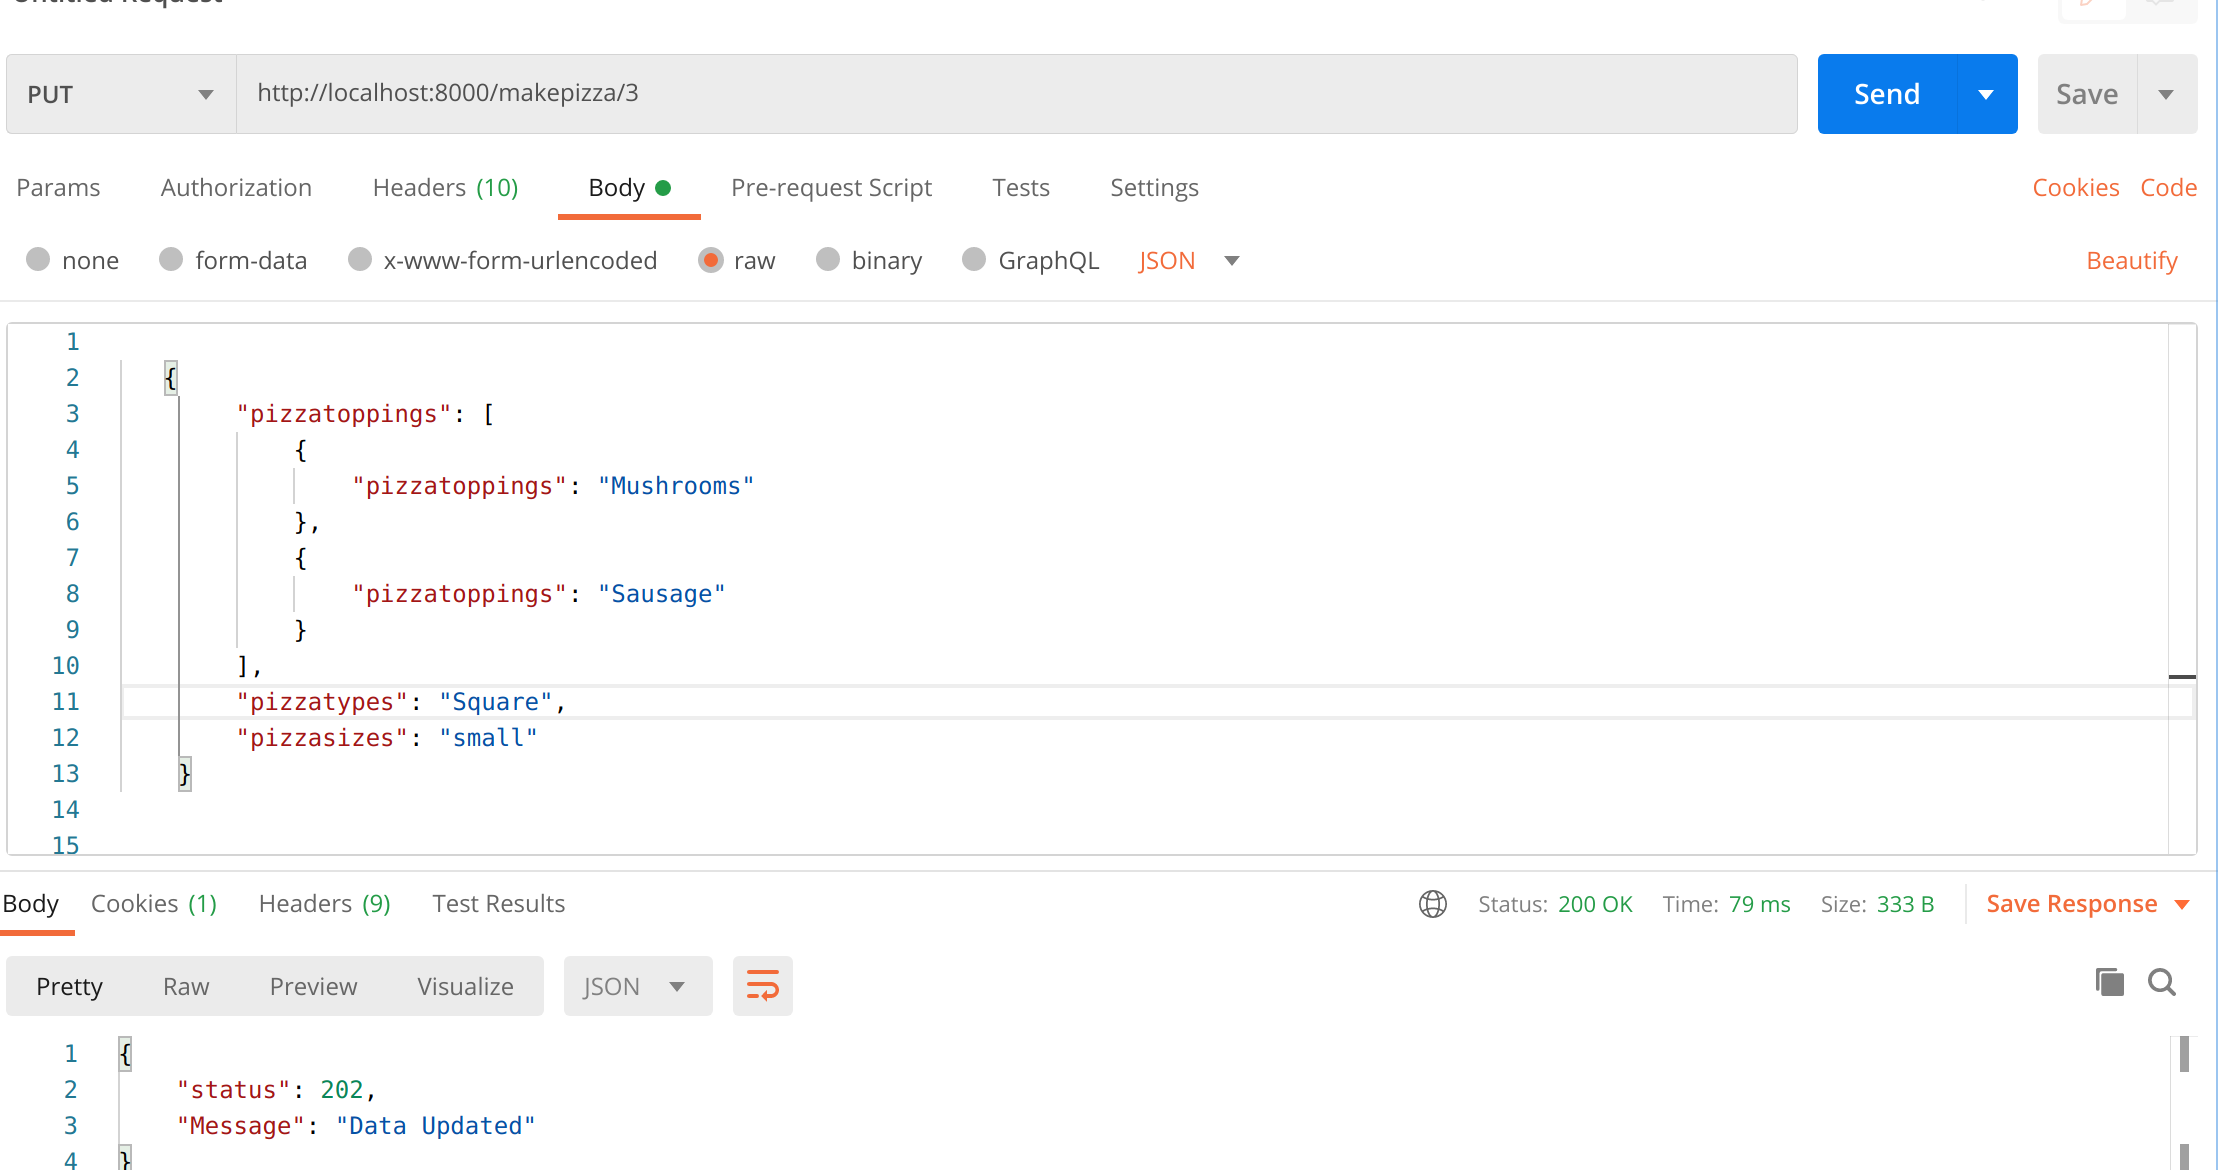 Untitled Request
PUT http://localhost:8000/makepizza/3 Send Save
Params Authorization Headers (10) Body Pre-request Script Tests Settings Cookies Code
none form-data x-www-form-urlencoded raw binary GraphQL JSON Beautify
1
2 {
3 "pizzatoppings": [
4 {
5 "pizzatoppings": "Mushrooms"
6 },
7 {
8 "pizzatoppings": "Sausage"
9 }
10 ],
11 "pizzatypes": "Square",
12 "pizzasizes": "small"
13 }
14
15
Body Cookies (1) Headers (9) Test Results Status: 200 OK Time: 79 ms Size: 333 B Save Response
Pretty Raw Preview Visualize JSON
1 {
2 "status": 202,
3 "Message": "Data Updated"
4 }